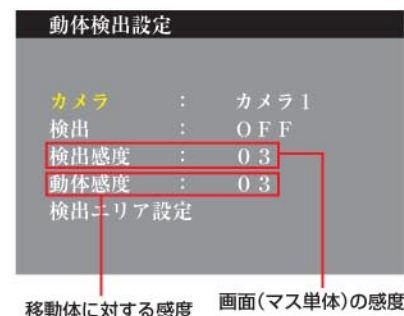 動体検出設定
カメラ : カメラ1
検出 : OFF
検出感度 : 03
動体感度 : 03
検出エリア設定
移動体に対する感度
画面(マス単体)の感度